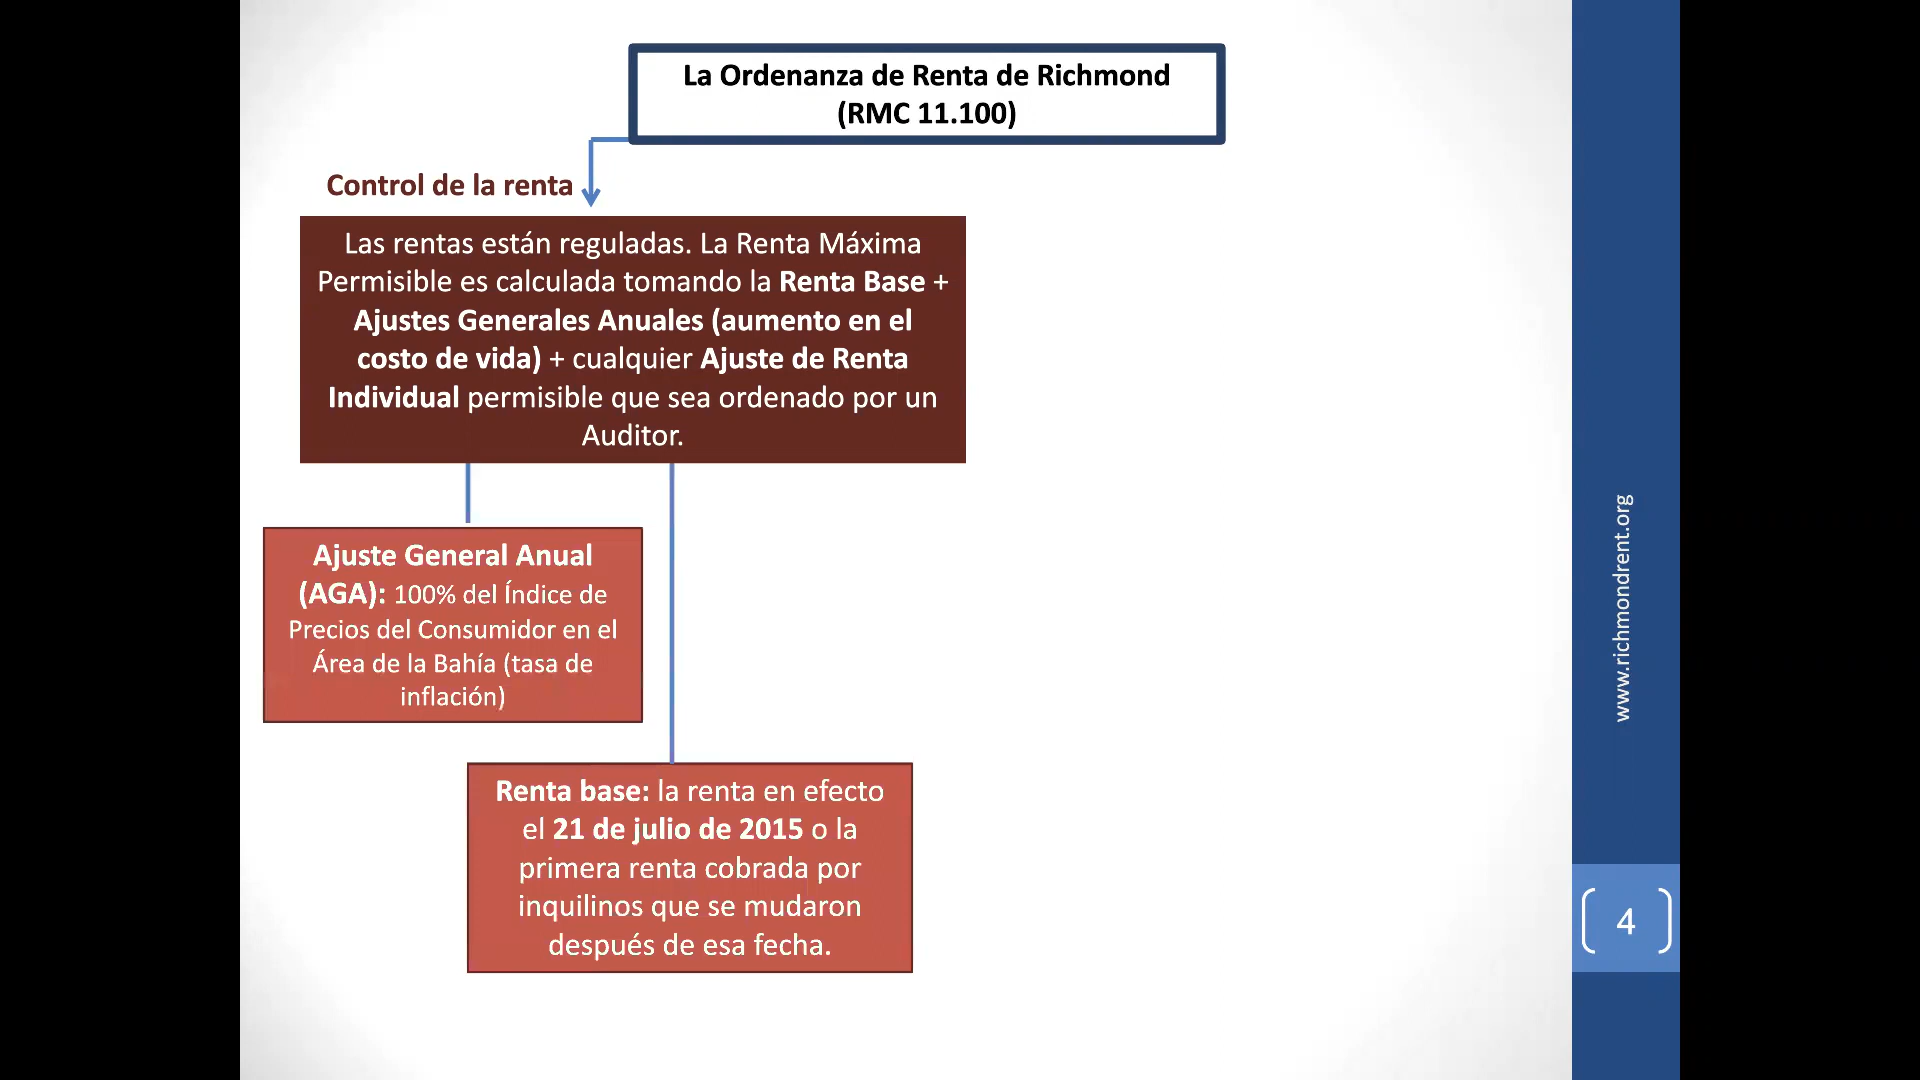 La Ordenanza de Renta de Richmond
(RMC 11.100)
Control de la renta
Las rentas están reguladas. La Renta Máxima
Permisible es calculada tomando la Renta Base +
Ajustes Generales Anuales (aumento en el
costo de vida) + cualquier Ajuste de Renta
Individual permisible que sea ordenado por un
Auditor.
Ajuste General Anual
(AGA): 100% del Índice de
Precios del Consumidor en el
Área de la Bahía (tasa de
inflación)
Renta base: la renta en efecto
el 21 de julio de 2015 o la
primera renta cobrada por
inquilinos que se mudaron
después de esa fecha.
www.richmondrent.org
4